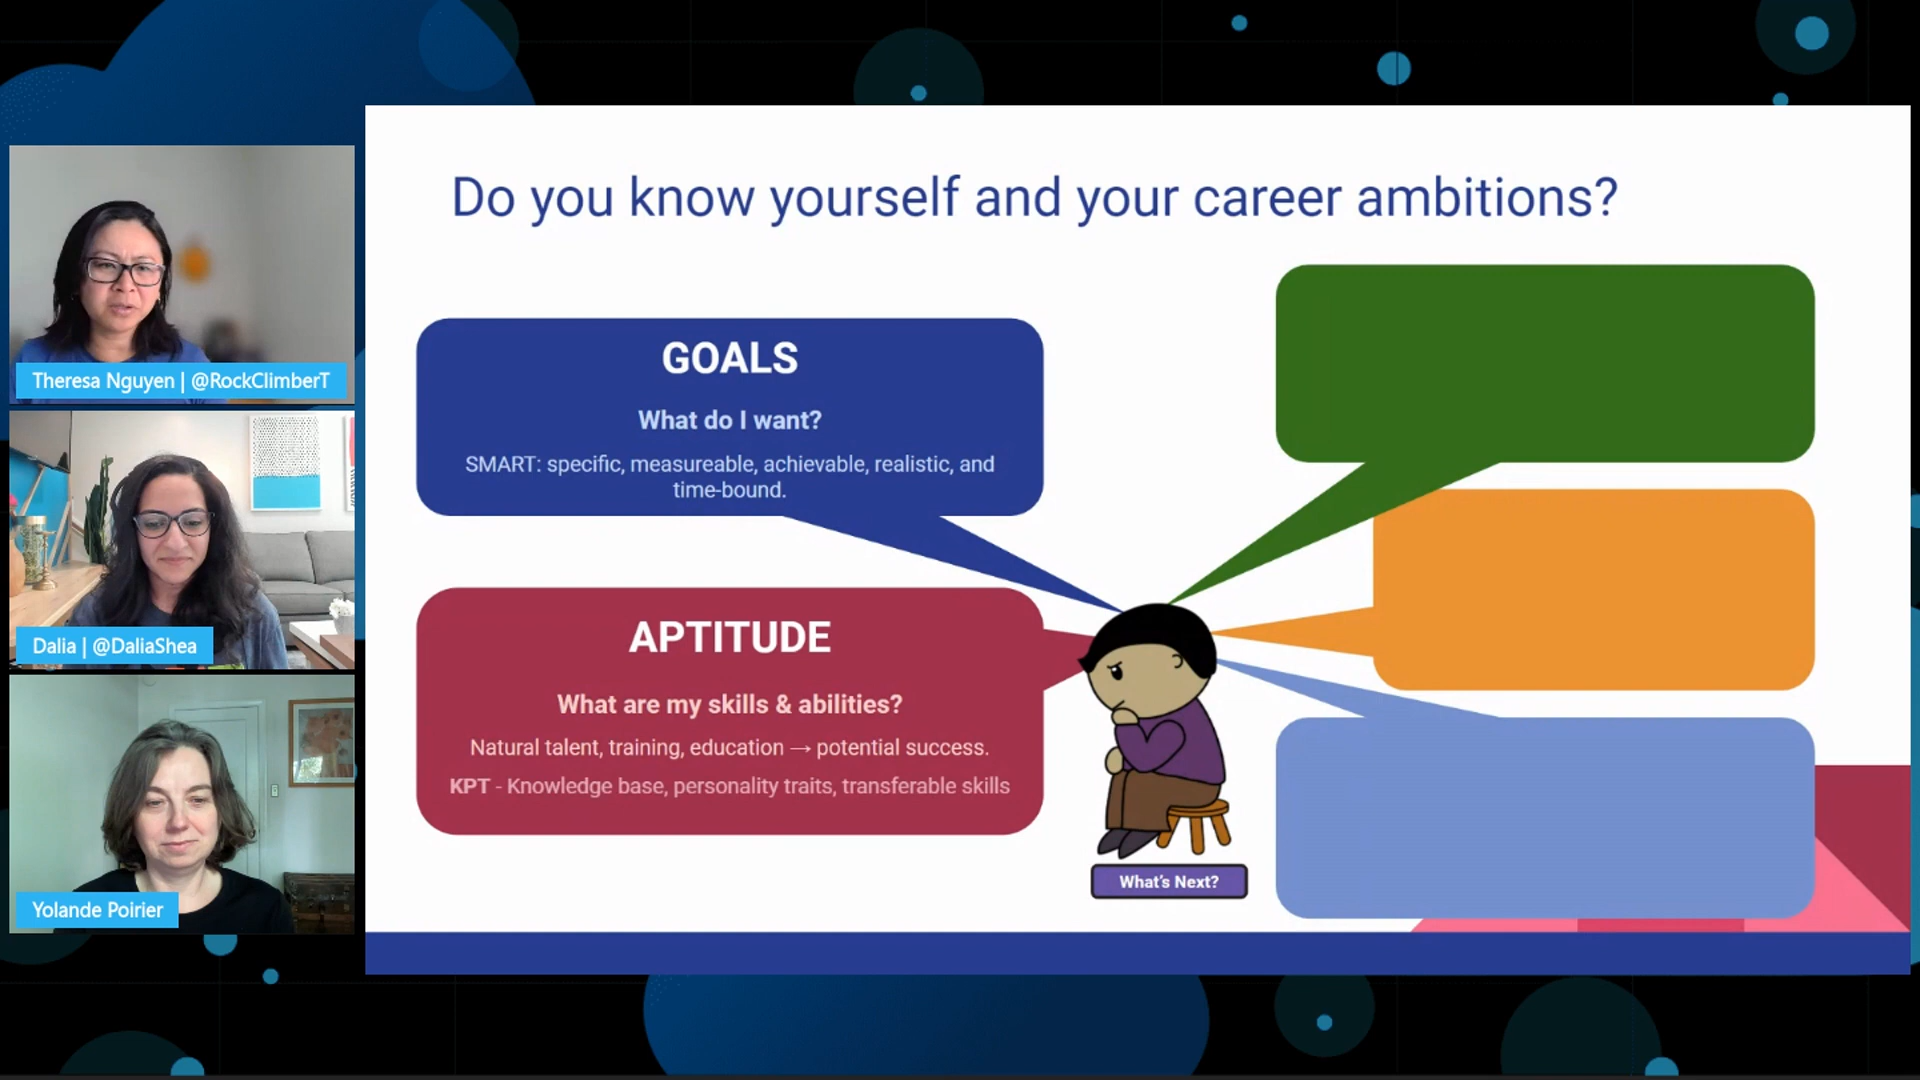 Do you know yourself and your career ambitions?
GOALS
What do I want?
SMART: specific, measureable, achievable, realistic, and
time-bound.
APTITUDE
What are my skills & abilities?
Natural talent, training, education → potential success.
KPT - Knowledge base, personality traits, transferable skills
What's Next?
Theresa Nguyen | @RockClimberT
Dalia | @DaliaShea
Yolande Poirier